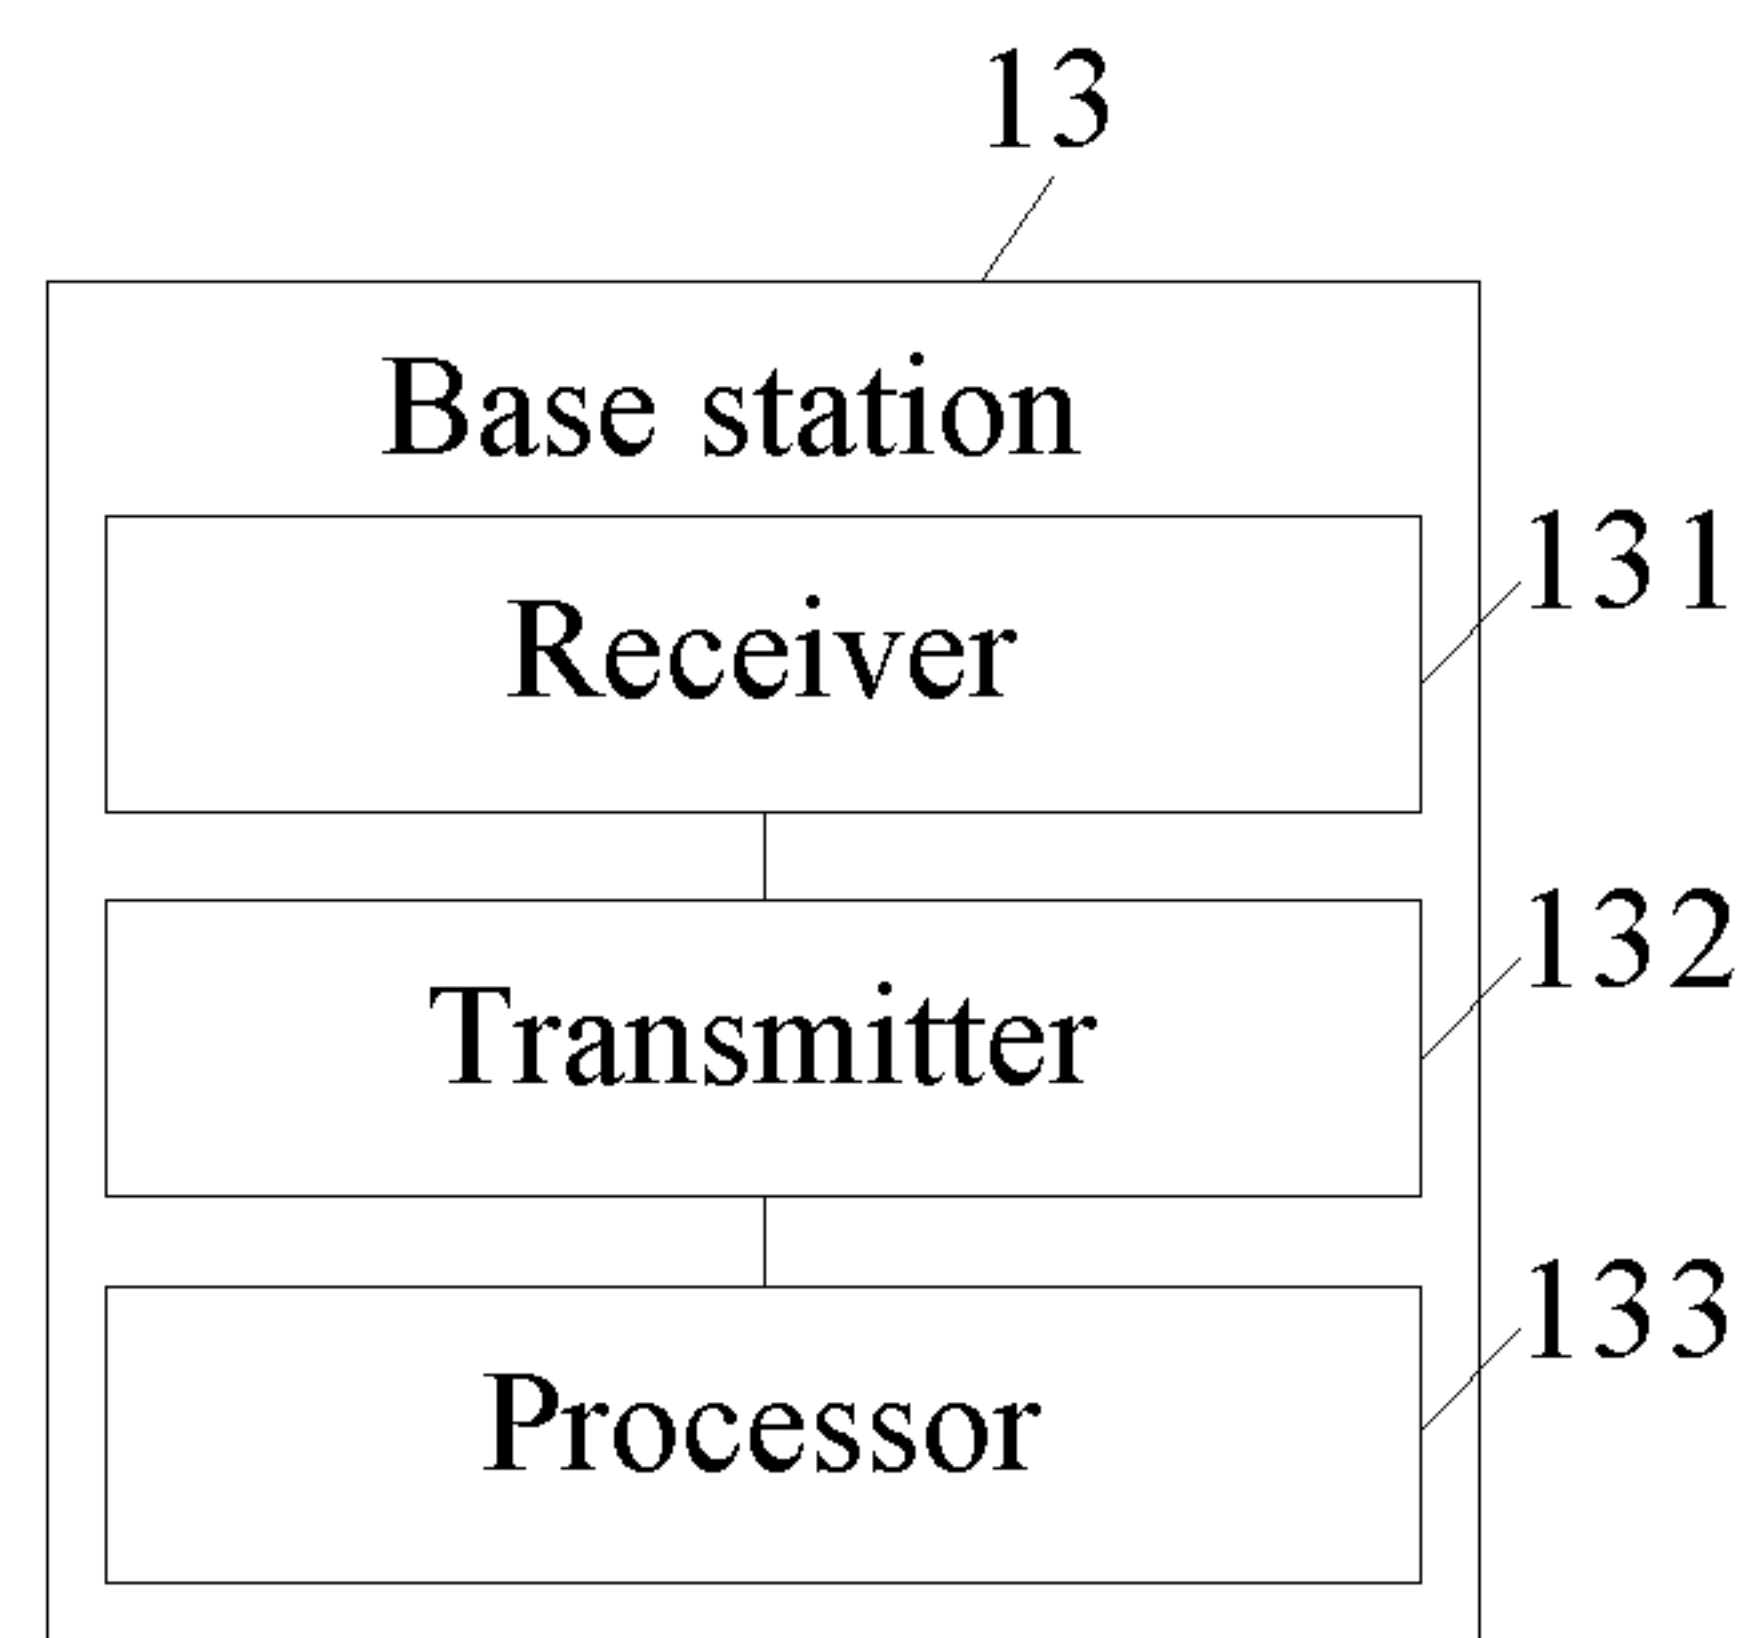 13
Base station
Receiver
131
Transmitter
132
Processor
133